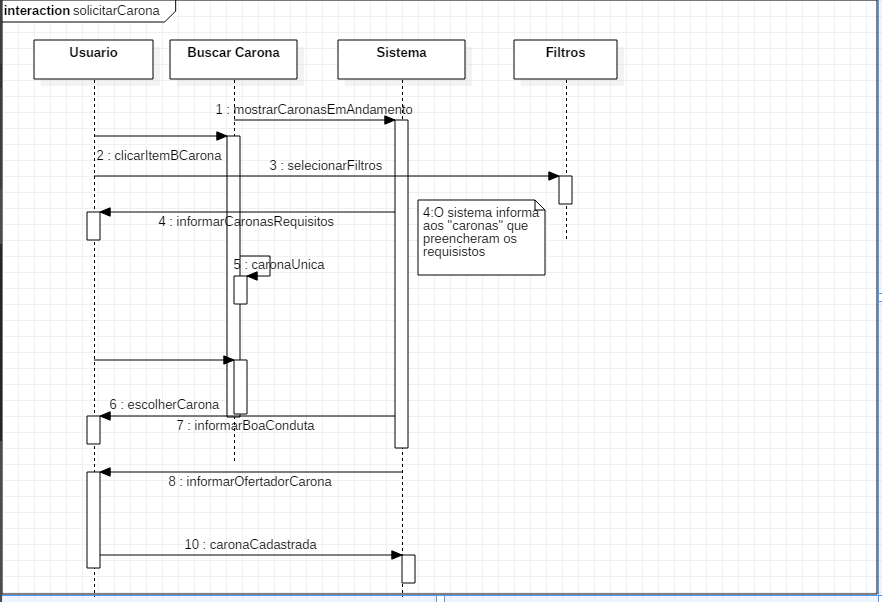 interaction solicitarCarona
Usuario
Buscar Carona
Sistema
Filtros
1 : mostrarCaronasEmAndamento
2 : clicarItemBCarona
3 : selecionarFiltros
4 : informarCaronasRequisitos
4:O sistema informa
aos "caronas" que
preencheram os
requisistos
5 : caronaUnica
6 : escolherCarona
7 : informarBoaConduta
8 : informarOfertadorCarona
10 : caronaCadastrada